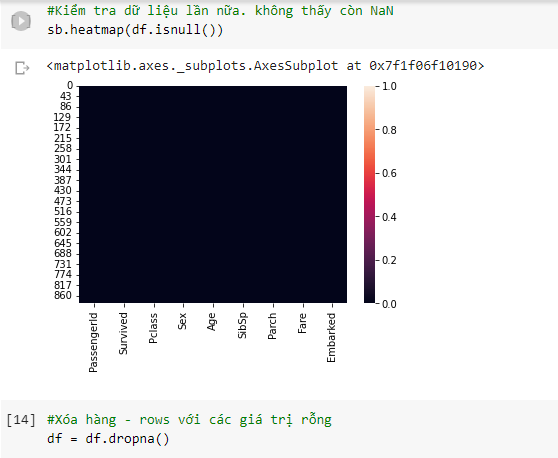 #Kiểm tra dữ liệu lần nữa. không thấy còn NaN
sb.heatmap(df.isnull())
<matplotlib.axes._subplots.AxesSubplot at 0x7f1f06f10190>
0
43
86
129
172
215
258
301
344
387
430
473
516
559
602
645
688
731
774
817
860
1.0
0.8
0.6
0.4
0.2
0.0
PassengerId
Survived
Pclass
Sex
Age
SibSp
Parch
Fare
Embarked
[14] #Xóa hàng - rows với các giá trị rỗng
df = df.dropna()